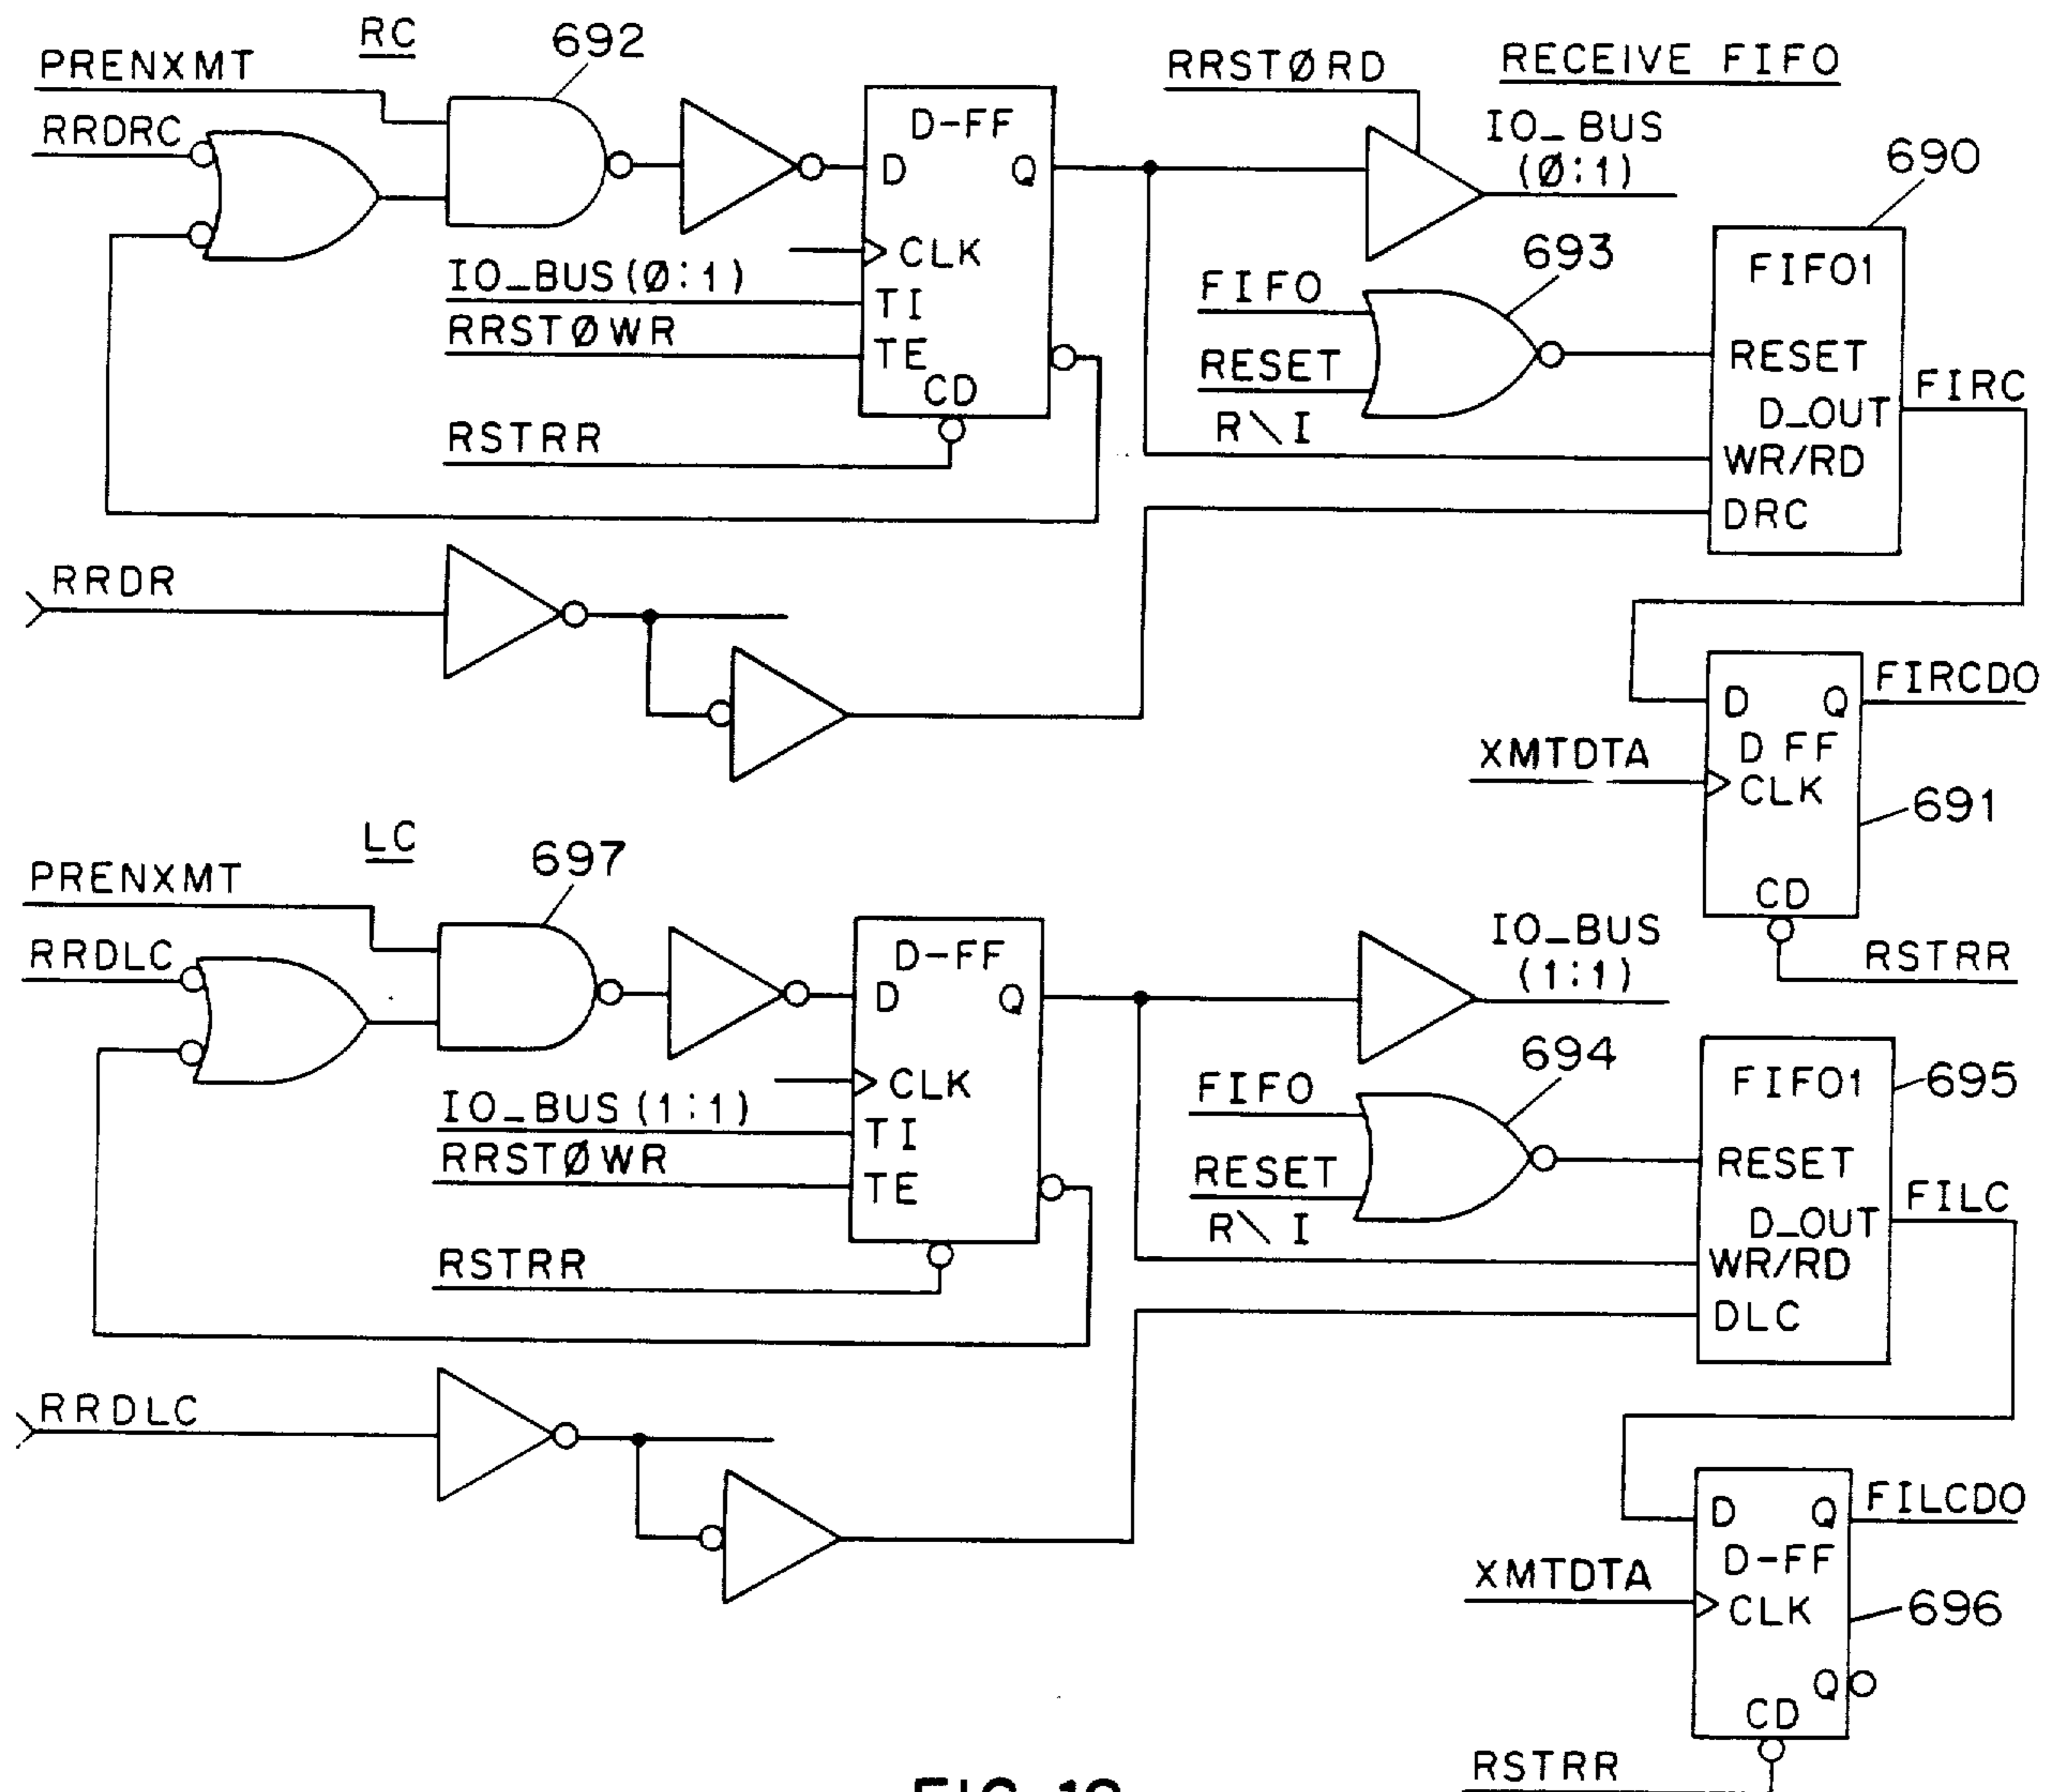 RC
692
PRENXMT
RRDRC
D-FF
D
Q
CLK
IO_BUS (Ø:1)
TI
RRSTØWR
TE
CD
RSTRR
RRSTØRD
RECEIVE FIFO
IO_BUS
(Ø:1)
690
693
FIFO
RESET
R\I
FIFO1
RESET
D_OUT
WR/RD
DRC
FIRC
RRDR
D
Q
FIRCDO
D FF
XMTDTA
CLK
691
CD
RSTRR
LC
697
PRENXMT
RRDLC
D-FF
D
Q
CLK
IO_BUS (1:1)
TI
RRSTØWR
TE
RSTRR
IO_BUS
(1:1)
694
FIFO
RESET
R\I
FIFO1
695
RESET
D_OUT
WR/RD
DLC
FILC
RRDLC
D
Q
FILCDO
D-FF
XMTDTA
CLK
696
Q
CD
RSTRR